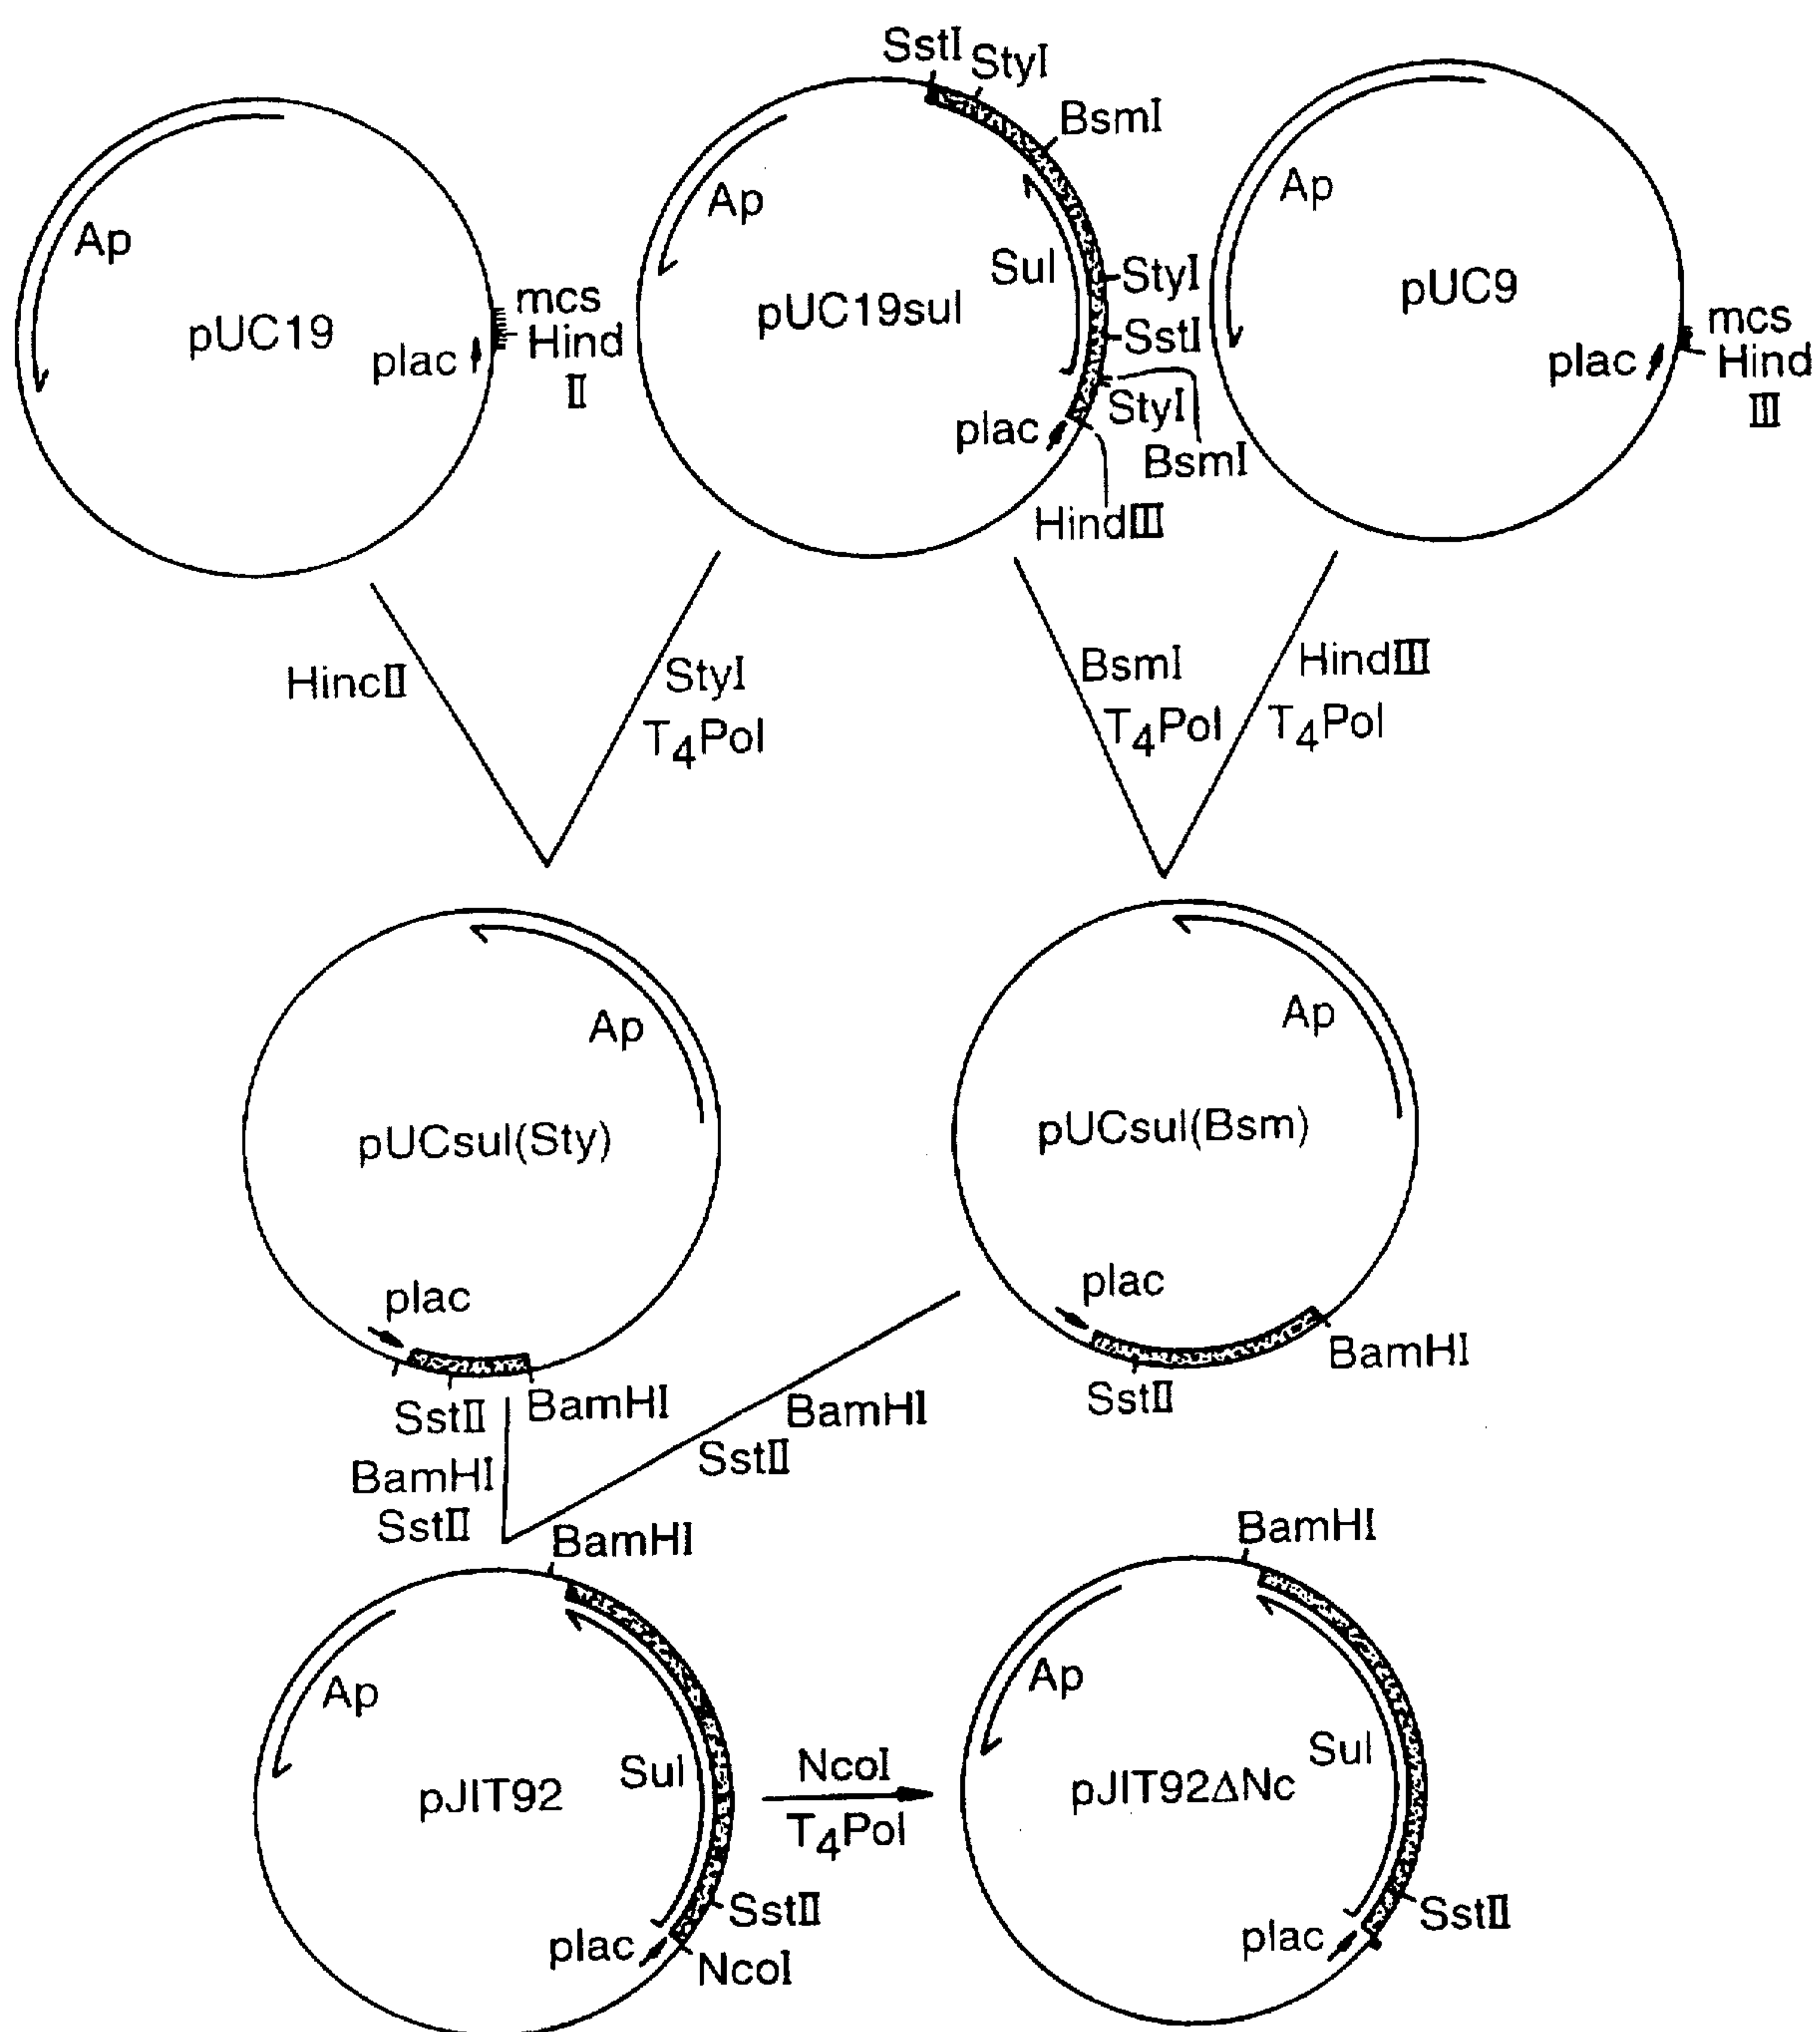 SstI
StyI
BsmI
Ap
pUC19
plac
mcs
Hind
II
Ap
pUC19sul
Sul
StyI
SstI
StyI
BsmI
plac
HindIII
Ap
pUC9
plac
mcs
Hind
III
HincII
StyI
T4Pol
BsmI
T4Pol
HindIII
T4Pol
Ap
pUCsul(Sty)
plac
SstII
BamHI
Ap
pUCsul(Bsm)
plac
SstII
BamHI
BamHI
SstII
BamHI
SstII
BamHI
Ap
pJIT92
Sul
SstII
plac
NcoI
NcoI
T4Pol
BamHI
Ap
pJIT92ΔNc
Sul
SstII
plac